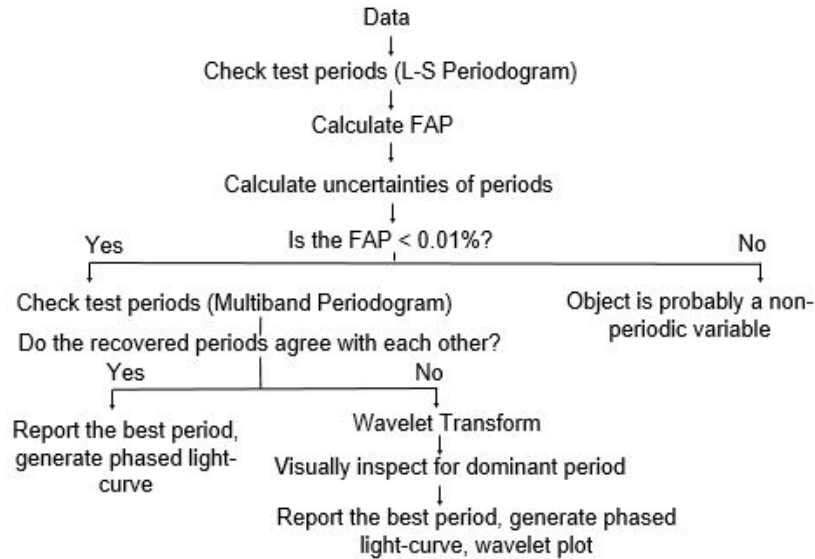 Data
Check test periods (L-S Periodogram)
Calculate FAP
Calculate uncertainties of periods
Is the FAP < 0.01%?
Yes
No
Check test periods (Multiband Periodogram)
Object is probably a non-
periodic variable
Do the recovered periods agree with each other?
Yes
No
Report the best period,
generate phased light-
curve
Wavelet Transform
Visually inspect for dominant period
Report the best period, generate phased
light-curve, wavelet plot